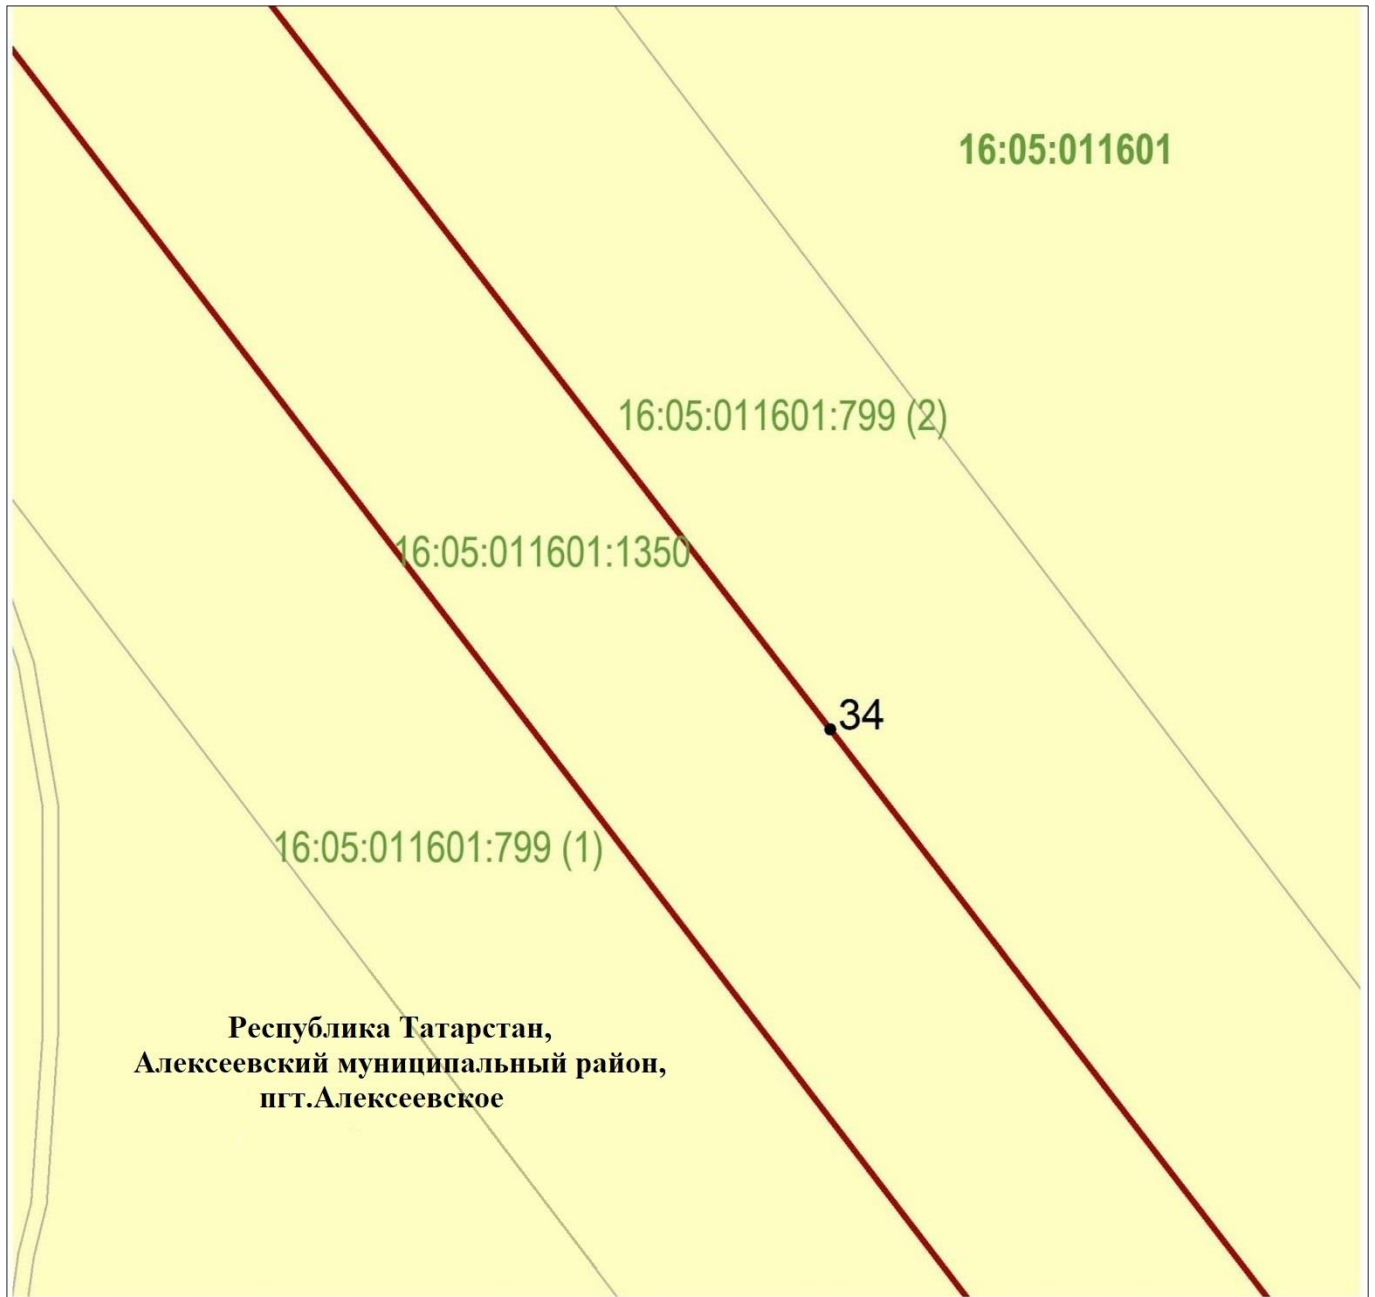 16:05:011601
16:05:011601:799 (2)
16:05:011601:1350
34
16:05:011601:799 (1)
Республика Татарстан,
Алексеевский муниципальный район,
пгт.Алексеевское